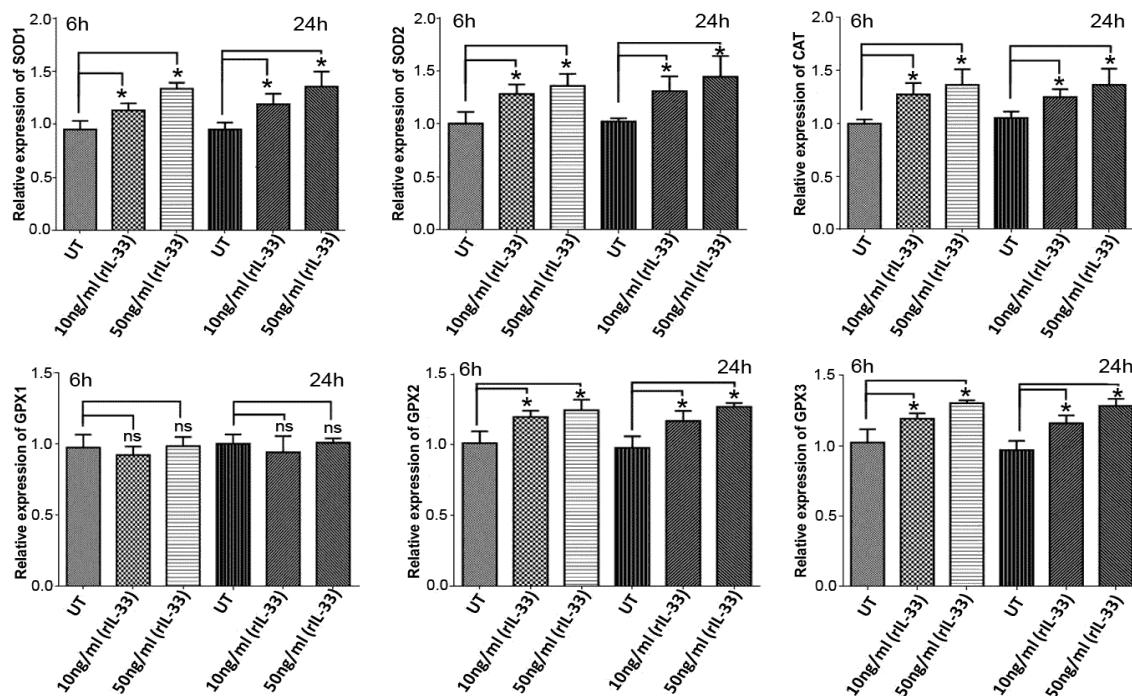 Relative expression of SOD1
2.0
1.5
1.0
0.5
0.0
6h
24h
*
*
*
*
UT
10ng/ml (rIL-33)
50ng/ml (rIL-33)
UT
10ng/ml (rIL-33)
50ng/ml (rIL-33)
Relative expression of SOD2
2.0
1.5
1.0
0.5
0.0
6h
24h
*
*
*
*
UT
10ng/ml (rIL-33)
50ng/ml (rIL-33)
UT
10ng/ml (rIL-33)
50ng/ml (rIL-33)
Relative expression of CAT
2.0
1.5
1.0
0.5
0.0
6h
24h
*
*
*
*
UT
10ng/ml (rIL-33)
50ng/ml (rIL-33)
UT
10ng/ml (rIL-33)
50ng/ml (rIL-33)
Relative expression of GPX1
1.5
1.0
0.5
0.0
6h
24h
ns
ns
ns
ns
UT
10ng/ml (rIL-33)
50ng/ml (rIL-33)
UT
10ng/ml (rIL-33)
50ng/ml (rIL-33)
Relative expression of GPX2
1.5
1.0
0.5
0.0
6h
24h
*
*
*
*
UT
10ng/ml (rIL-33)
50ng/ml (rIL-33)
UT
10ng/ml (rIL-33)
50ng/ml (rIL-33)
Relative expression of GPX3
1.5
1.0
0.5
0.0
6h
24h
*
*
*
*
UT
10ng/ml (rIL-33)
50ng/ml (rIL-33)
UT
10ng/ml (rIL-33)
50ng/ml (rIL-33)